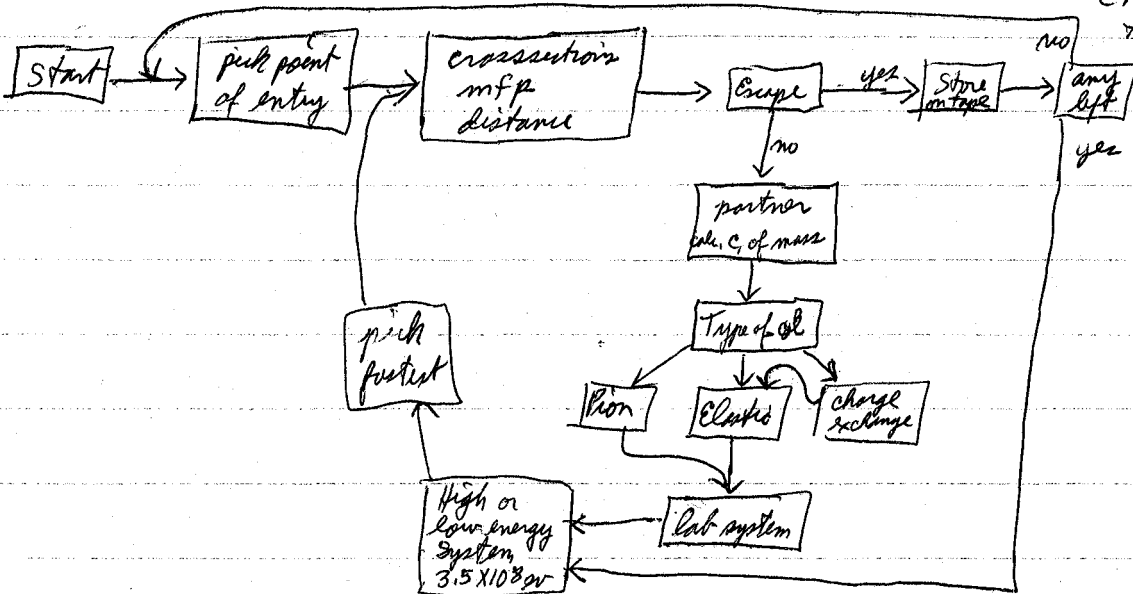 Start
pick point
of entry
crosssections
mfp
distance
Escape
yes
Store
on tape
any
left
no
yes
no
partner
calc. C, of mass
Type of
pick
fastest
Pion
Elastic
charge
exchange
High or
low energy
System
3.5 X10⁸ ev
lab system